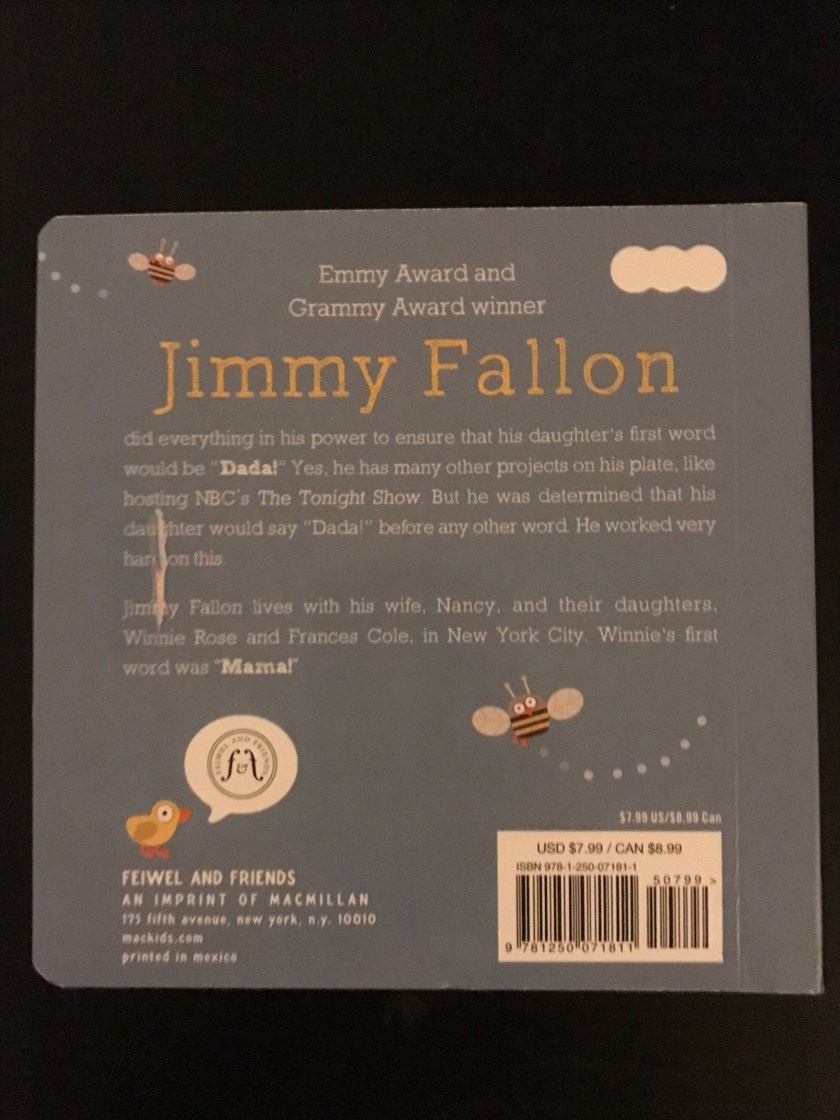 Emmy Award and
Grammy Award winner
Jimmy Fallon
did everything in his power to ensure that his daughter's first word
would be "Dada!" Yes, he has many other projects on his plate, like
hosting NBC's The Tonight Show. But he was determined that his
daughter would say "Dada!" before any other word. He worked very
hard on this.
Jimmy Fallon lives with his wife, Nancy, and their daughters,
Winnie Rose and Frances Cole, in New York City. Winnie's first
word was "Mama!"
FEIWEL AND FRIENDS
f&f
$7.99 US/$8.99 Can
USD $7.99 / CAN $8.99
ISBN 978-1-250-07181-1
50799 >
9 781250 071811
FEIWEL AND FRIENDS
AN IMPRINT OF MACMILLAN
175 fifth avenue, new york, n.y. 10010
mackids.com
printed in mexico